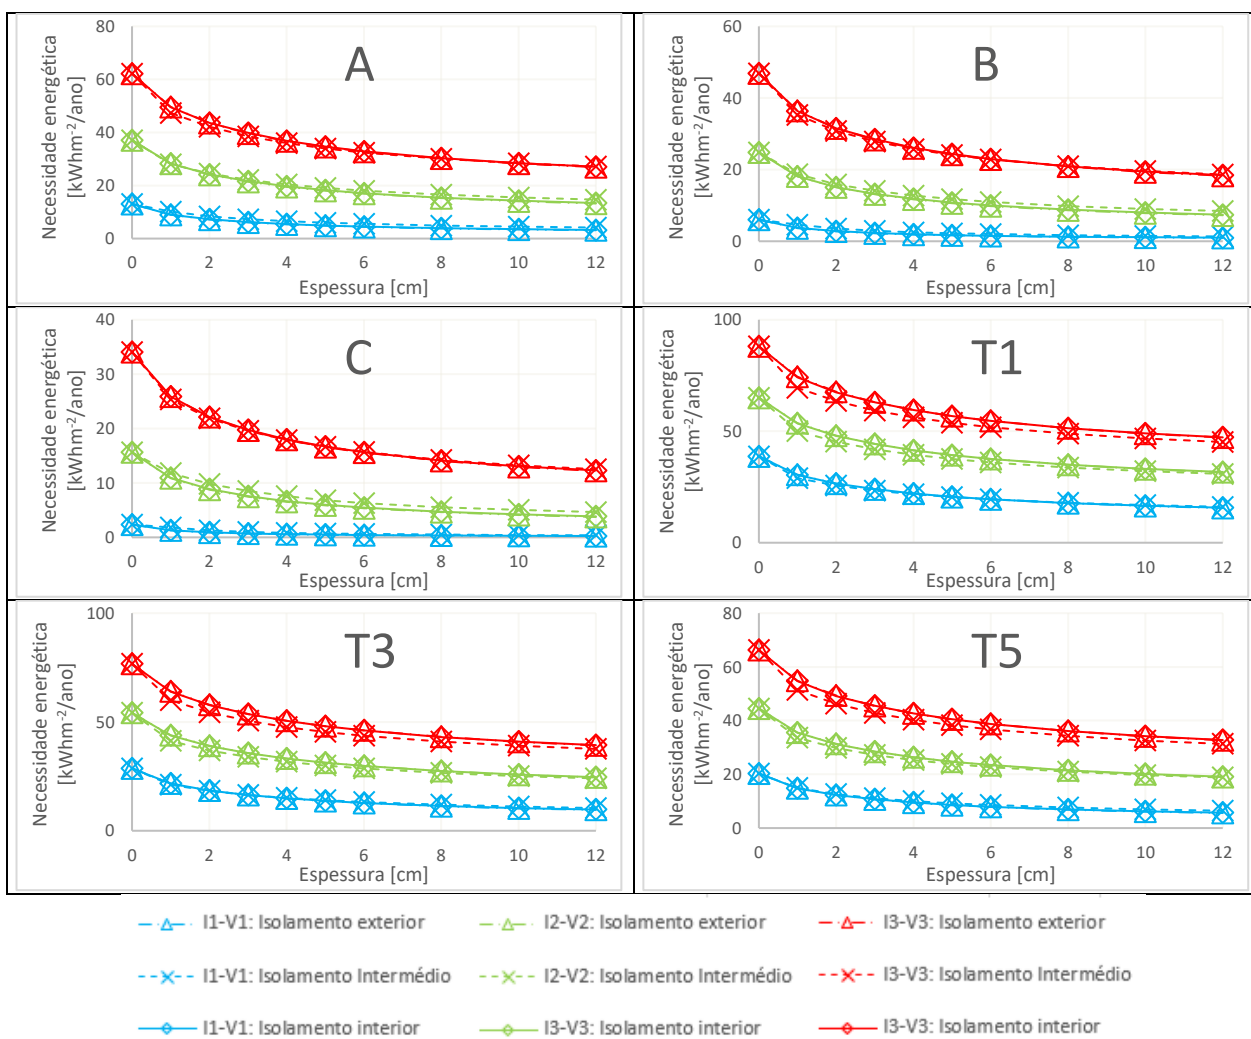 A
Necessidade energética
[kWhm-2/ano]
80
60
40
20
0
0 2 4 6 8 10 12
Espessura [cm]
B
Necessidade energética
[kWhm-2/ano]
60
40
20
0
0 2 4 6 8 10 12
Espessura [cm]
C
Necessidade energética
[kWhm-2/ano]
40
30
20
10
0
0 2 4 6 8 10 12
Espessura [cm]
T1
Necessidade energética
[kWhm-2/ano]
100
50
0
0 2 4 6 8 10 12
Espessura [cm]
T3
Necessidade energética
[kWhm-2/ano]
100
50
0
0 2 4 6 8 10 12
Espessura [cm]
T5
Necessidade energética
[kWhm-2/ano]
80
60
40
20
0
0 2 4 6 8 10 12
Espessura [cm]
I1-V1: Isolamento exterior I2-V2: Isolamento exterior I3-V3: Isolamento exterior
I1-V1: Isolamento Intermédio I2-V2: Isolamento Intermédio I3-V3: Isolamento Intermédio
I1-V1: Isolamento interior I3-V3: Isolamento interior I3-V3: Isolamento interior